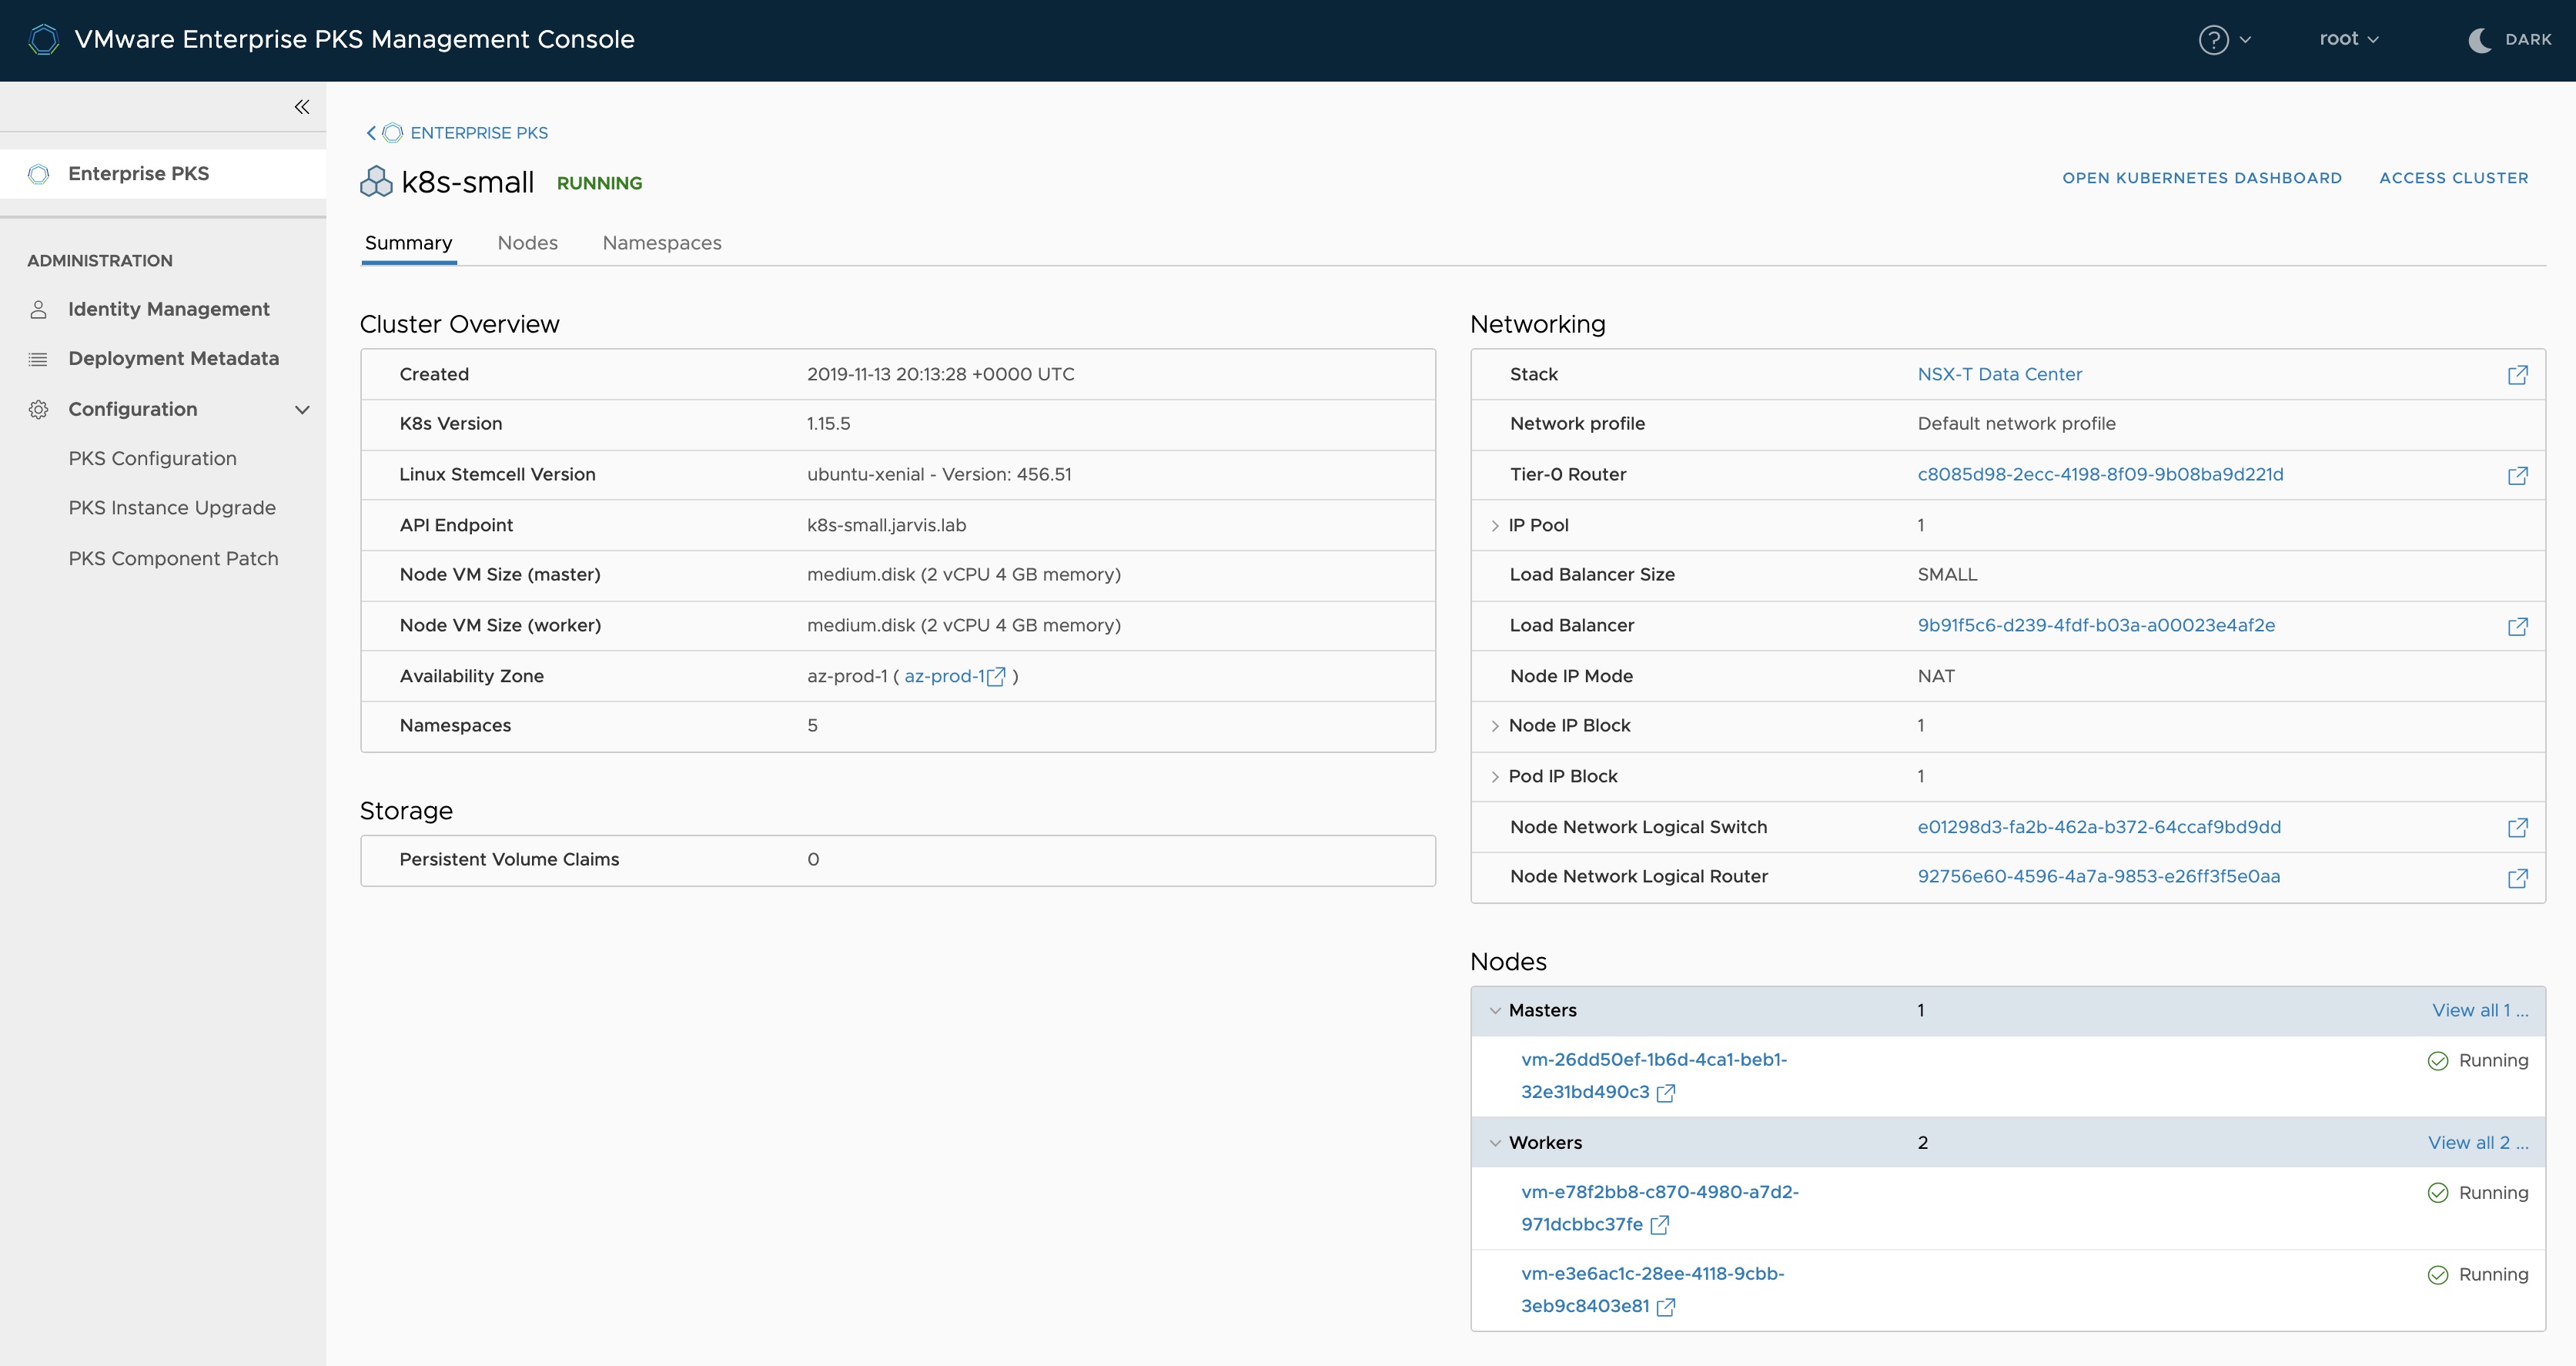 VMware Enterprise PKS Management Console
?
root
DARK
Enterprise PKS
ADMINISTRATION
Identity Management
Deployment Metadata
Configuration
PKS Configuration
PKS Instance Upgrade
PKS Component Patch
ENTERPRISE PKS
k8s-small RUNNING
OPEN KUBERNETES DASHBOARD ACCESS CLUSTER
Summary Nodes Namespaces
Cluster Overview
Created 2019-11-13 20:13:28 +0000 UTC
K8s Version 1.15.5
Linux Stemcell Version ubuntu-xenial - Version: 456.51
API Endpoint k8s-small.jarvis.lab
Node VM Size (master) medium.disk (2 vCPU 4 GB memory)
Node VM Size (worker) medium.disk (2 vCPU 4 GB memory)
Availability Zone az-prod-1 ( az-prod-1 )
Namespaces 5
Storage
Persistent Volume Claims 0
Networking
Stack NSX-T Data Center
Network profile Default network profile
Tier-0 Router c8085d98-2ecc-4198-8f09-9b08ba9d221d
IP Pool 1
Load Balancer Size SMALL
Load Balancer 9b91f5c6-d239-4fdf-b03a-a00023e4af2e
Node IP Mode NAT
Node IP Block 1
Pod IP Block 1
Node Network Logical Switch e01298d3-fa2b-462a-b372-64ccaf9bd9dd
Node Network Logical Router 92756e60-4596-4a7a-9853-e26ff3f5e0aa
Nodes
Masters 1 View all 1 ...
vm-26dd50ef-1b6d-4ca1-beb1- Running
32e31bd490c3
Workers 2 View all 2 ...
vm-e78f2bb8-c870-4980-a7d2- Running
971dcbbc37fe
vm-e3e6ac1c-28ee-4118-9cbb- Running
3eb9c8403e81